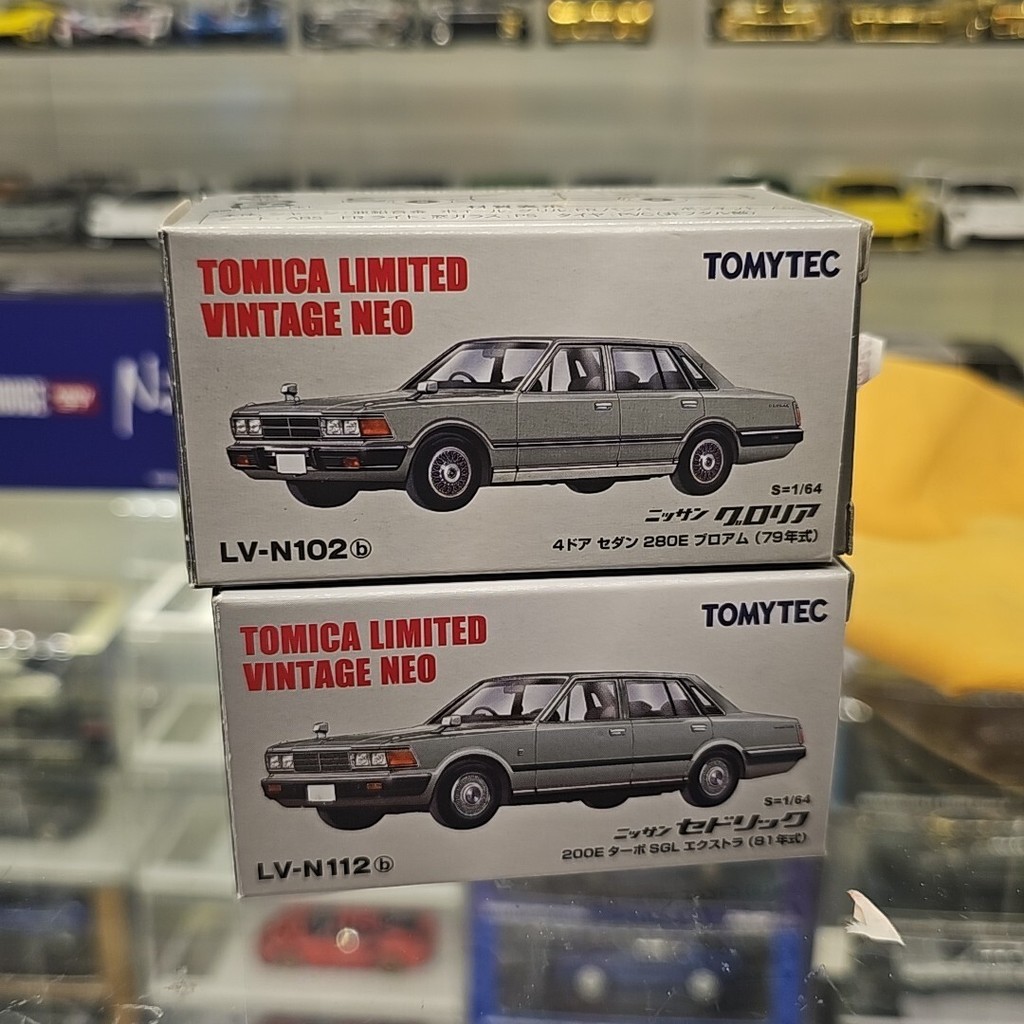 TOMICA LIMITED
VINTAGE NEO
TOMYTEC
S=1/64
ニッサン グロリア
4ドア セダン 280E ブロアム (79年式)
LV-N102 ⓑ
TOMICA LIMITED
VINTAGE NEO
TOMYTEC
S=1/64
ニッサン セドリック
200E ターボ SGL エクストラ (81年式)
LV-N112 ⓑ